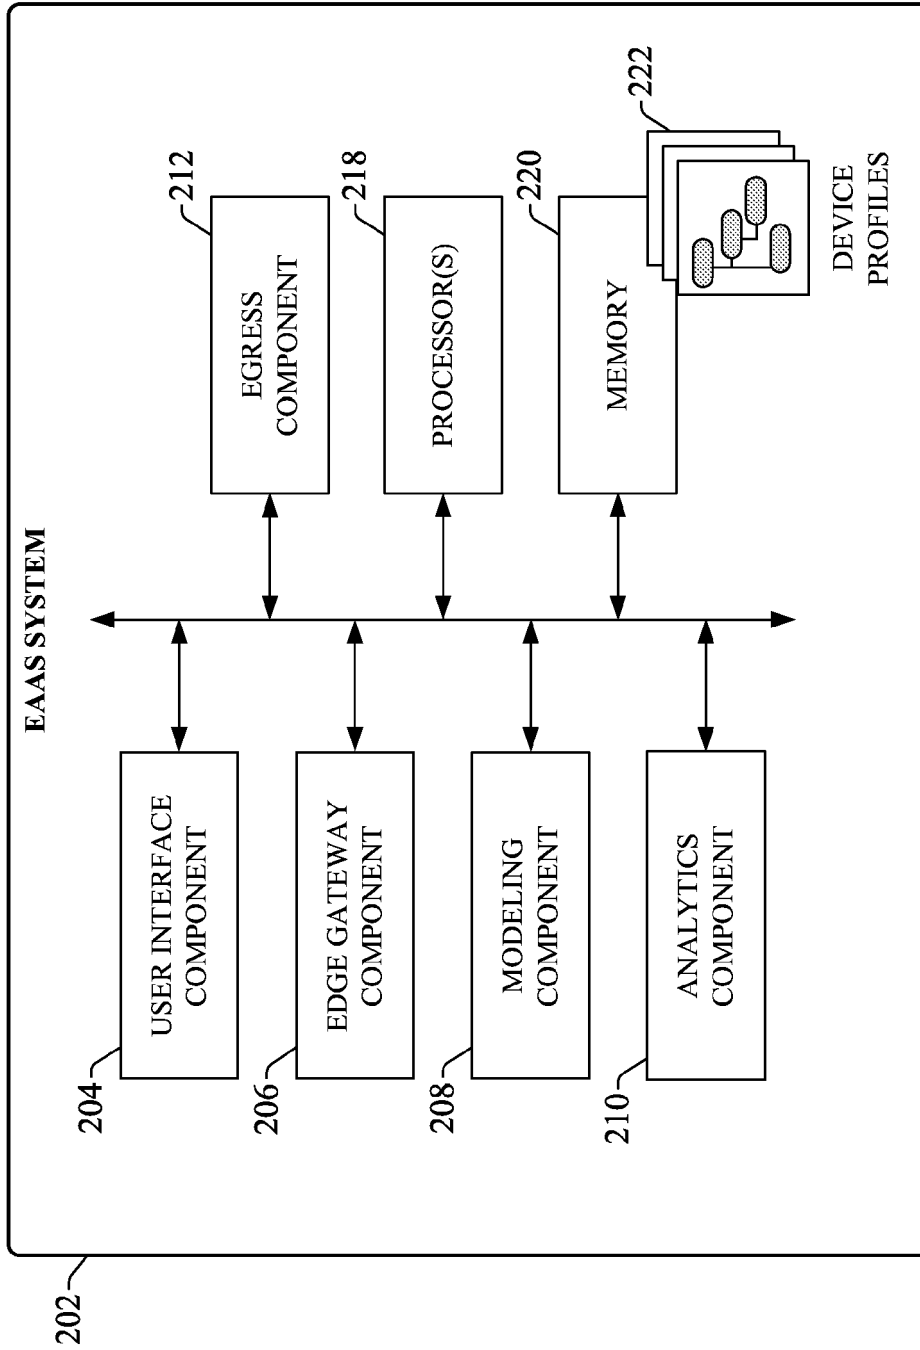 EAAS SYSTEM
202
204
USER INTERFACE
COMPONENT
206
EDGE GATEWAY
COMPONENT
208
MODELING
COMPONENT
210
ANALYTICS
COMPONENT
212
EGRESS
COMPONENT
218
PROCESSOR(S)
220
MEMORY
222
DEVICE
PROFILES